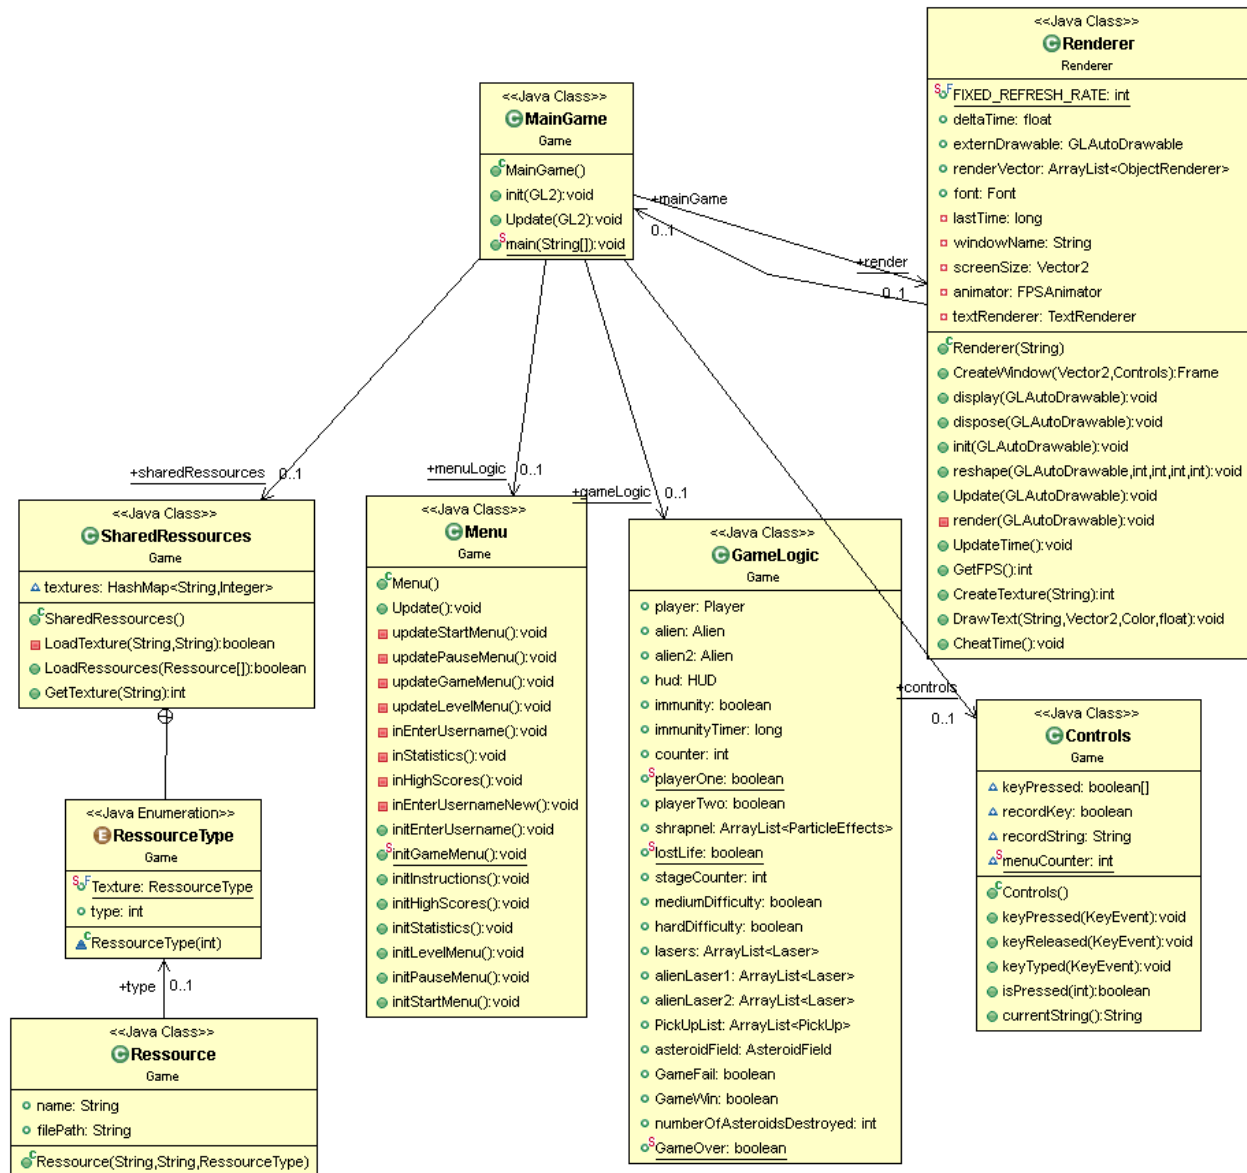 <<Java Class>>
Renderer
Renderer
FIXED_REFRESH_RATE: int
deltaTime: float
externDrawable: GLAutoDrawable
renderVector: ArrayList<ObjectRenderer>
font: Font
lastTime: long
windowName: String
screenSize: Vector2
animator: FPSAnimator
textRenderer: TextRenderer
Renderer(String)
CreateWindow(Vector2,Controls):Frame
display(GLAutoDrawable):void
dispose(GLAutoDrawable):void
init(GLAutoDrawable):void
reshape(GLAutoDrawable,int,int,int,int):void
Update(GLAutoDrawable):void
render(GLAutoDrawable):void
UpdateTime():void
GetFPS():int
CreateTexture(String):int
DrawText(String,Vector2,Color,float):void
CheatTime():void
<<Java Class>>
MainGame
Game
MainGame()
init(GL2):void
Update(GL2):void
main(String[]):void
+mainGame
0..1
+render
0..1
+sharedRessources
0..1
+menuLogic
0..1
+gameLogic
0..1
+controls
0..1
<<Java Class>>
SharedRessources
Game
textures: HashMap<String,Integer>
SharedRessources()
LoadTexture(String,String):boolean
LoadRessources(Ressource[]):boolean
GetTexture(String):int
<<Java Enumeration>>
RessourceType
Game
Texture: RessourceType
type: int
RessourceType(int)
+type
0..1
<<Java Class>>
Ressource
Game
name: String
filePath: String
Ressource(String,String,RessourceType)
<<Java Class>>
Menu
Game
Menu()
Update():void
updateStartMenu():void
updatePauseMenu():void
updateGameMenu():void
updateLevelMenu():void
inEnterUsername():void
inStatistics():void
inHighScores():void
inEnterUsernameNew():void
initEnterUsername():void
initGameMenu():void
initInstructions():void
initHighScores():void
initStatistics():void
initLevelMenu():void
initPauseMenu():void
initStartMenu():void
<<Java Class>>
GameLogic
Game
player: Player
alien: Alien
alien2: Alien
hud: HUD
immunity: boolean
immunityTimer: long
counter: int
playerOne: boolean
playerTwo: boolean
shrapnel: ArrayList<ParticleEffects>
lostLife: boolean
stageCounter: int
mediumDifficulty: boolean
hardDifficulty: boolean
lasers: ArrayList<Laser>
alienLaser1: ArrayList<Laser>
alienLaser2: ArrayList<Laser>
PickUpList: ArrayList<PickUp>
asteroidField: AsteroidField
GameFail: boolean
GameWin: boolean
numberOfAsteroidsDestroyed: int
GameOver: boolean
<<Java Class>>
Controls
Game
keyPressed: boolean[]
recordKey: boolean
recordString: String
menuCounter: int
Controls()
keyPressed(KeyEvent):void
keyReleased(KeyEvent):void
keyTyped(KeyEvent):void
isPressed(int):boolean
currentString():String